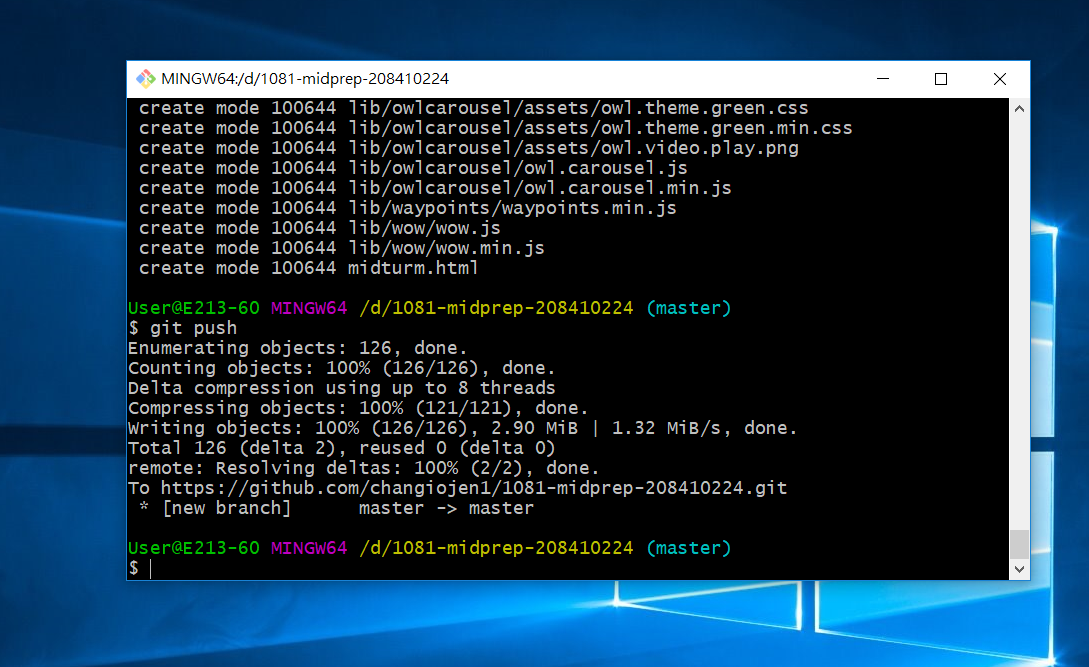 MINGW64:/d/1081-midprep-208410224
create mode 100644 lib/owlcarousel/assets/owl.theme.green.css
create mode 100644 lib/owlcarousel/assets/owl.theme.green.min.css
create mode 100644 lib/owlcarousel/assets/owl.video.play.png
create mode 100644 lib/owlcarousel/owl.carousel.js
create mode 100644 lib/owlcarousel/owl.carousel.min.js
create mode 100644 lib/waypoints/waypoints.min.js
create mode 100644 lib/wow/wow.js
create mode 100644 lib/wow/wow.min.js
create mode 100644 midturm.html
User@E213-60 MINGW64 /d/1081-midprep-208410224 (master)
$ git push
Enumerating objects: 126, done.
Counting objects: 100% (126/126), done.
Delta compression using up to 8 threads
Compressing objects: 100% (121/121), done.
Writing objects: 100% (126/126), 2.90 MiB | 1.32 MiB/s, done.
Total 126 (delta 2), reused 0 (delta 0)
remote: Resolving deltas: 100% (2/2), done.
To https://github.com/changiojen1/1081-midprep-208410224.git
 * [new branch]      master -> master
User@E213-60 MINGW64 /d/1081-midprep-208410224 (master)
$